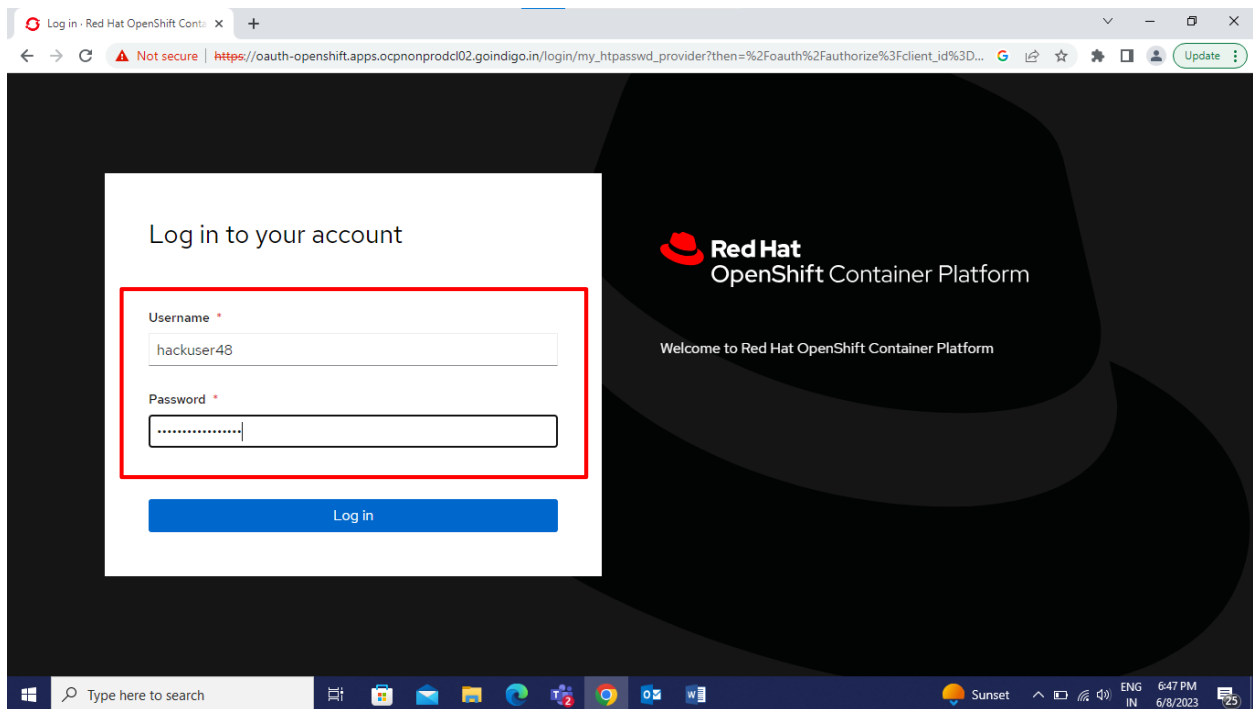 Log in · Red Hat OpenShift Conta
Not secure
https://oauth-openshift.apps.ocpnonprodcl02.goindigo.in/login/my_htpasswd_provider?then=%2Foauth%2Fauthorize%3Fclient_id%3D...
Update
Log in to your account
Username *
hackuser48
Password *
•••••••••••••••••
Log in
Red Hat
OpenShift Container Platform
Welcome to Red Hat OpenShift Container Platform
Type here to search
2
Sunset
ENG
IN
6:47 PM
6/8/2023
25